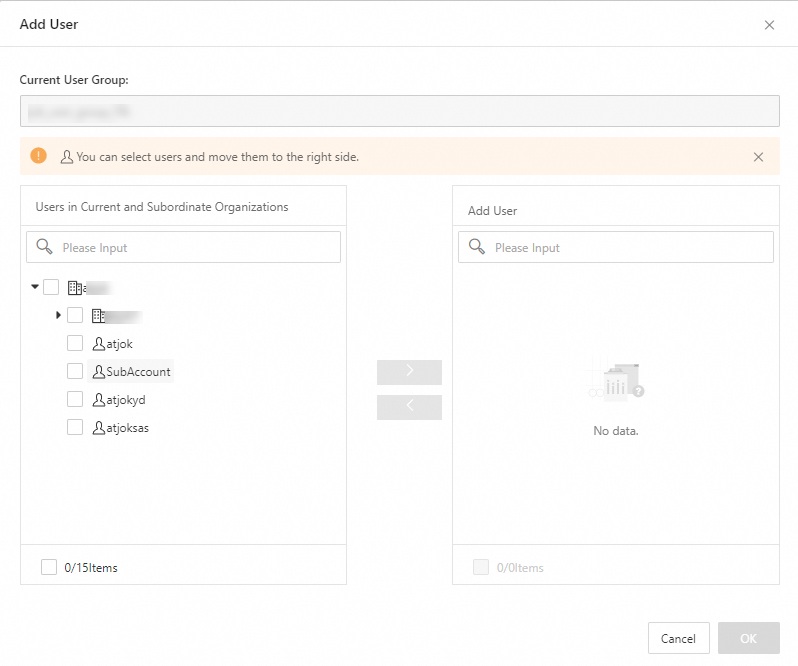 Add User
Current User Group:
You can select users and move them to the right side.
Users in Current and Subordinate Organizations
Please Input
atjok
SubAccount
atjokyd
atjoksas
0/15Items
Add User
Please Input
No data.
0/0Items
Cancel
OK